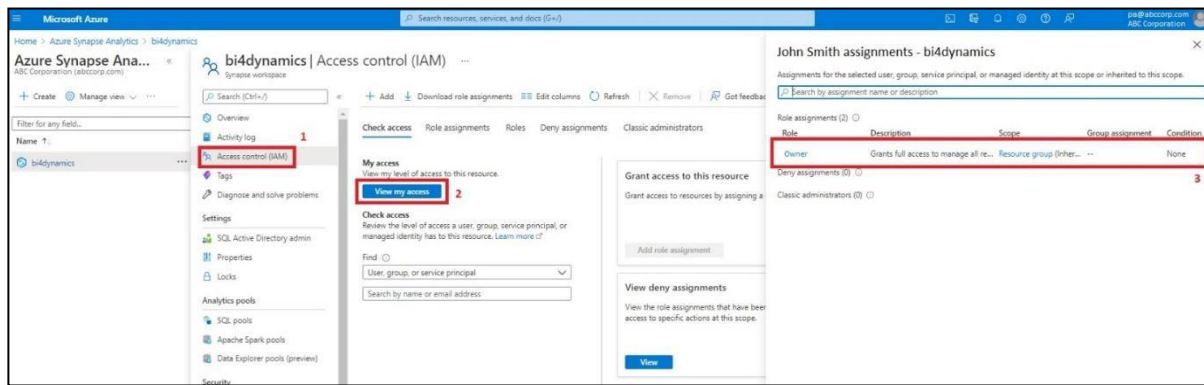 Microsoft Azure
Search resources, services, and docs (G+/)
pa@abccorp.com
ABC Corporation
Home > Azure Synapse Analytics > bi4dynamics
Azure Synapse Ana... «
ABC Corporation (abccorp.com)
+ Create Manage view ...
Filter for any field...
Name ↑
bi4dynamics ...
bi4dynamics | Access control (IAM) ...
Synapse workspace
Search (Ctrl+/) «
Overview
Activity log
1
Access control (IAM)
Tags
Diagnose and solve problems
Settings
SQL Active Directory admin
Properties
Locks
Analytics pools
SQL pools
Apache Spark pools
Data Explorer pools (preview)
Security
+ Add Download role assignments Edit columns Refresh Remove Got feedbac
Check access Role assignments Roles Deny assignments Classic administrators
My access
View my level of access to this resource.
View my access
2
Check access
Review the level of access a user, group, service principal, or
managed identity has to this resource. Learn more
Find
User, group, or service principal
Search by name or email address
Grant access to this resource
Grant access to resources by assigning a
Add role assignment
View deny assignments
View the role assignments that have been
access to specific actions at this scope.
View
John Smith assignments - bi4dynamics
Assignments for the selected user, group, service principal, or managed identity at this scope or inherited to this scope.
Search by assignment name or description
Role assignments (2)
Role Description Scope Group assignment Condition
Owner Grants full access to manage all re... Resource group (Inher... -- None
3
Deny assignments (0)
Classic administrators (0)